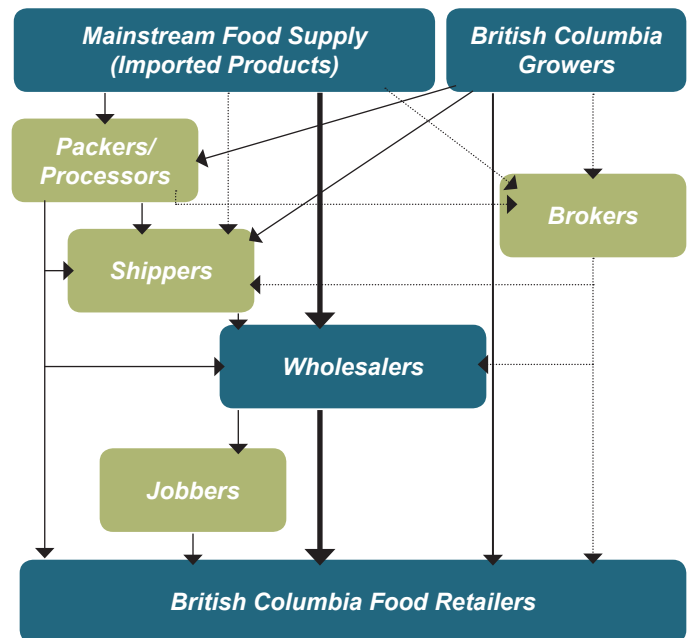 Mainstream Food Supply
(Imported Products)
British Columbia
Growers
Packers/
Processors
Brokers
Shippers
Wholesalers
Jobbers
British Columbia Food Retailers